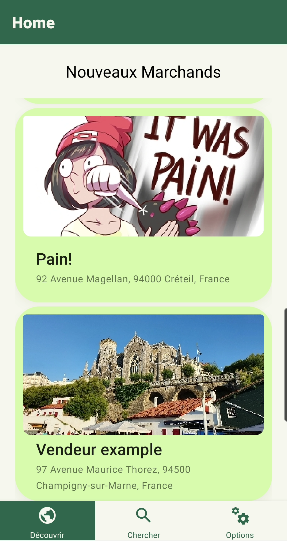 Home
Nouveaux Marchands
IT WAS
PAiN!
Pain!
92 Avenue Magellan, 94000 Créteil, France
Vendeur example
97 Avenue Maurice Thorez, 94500
Champigny-sur-Marne, France
Découvrir
Chercher
Options